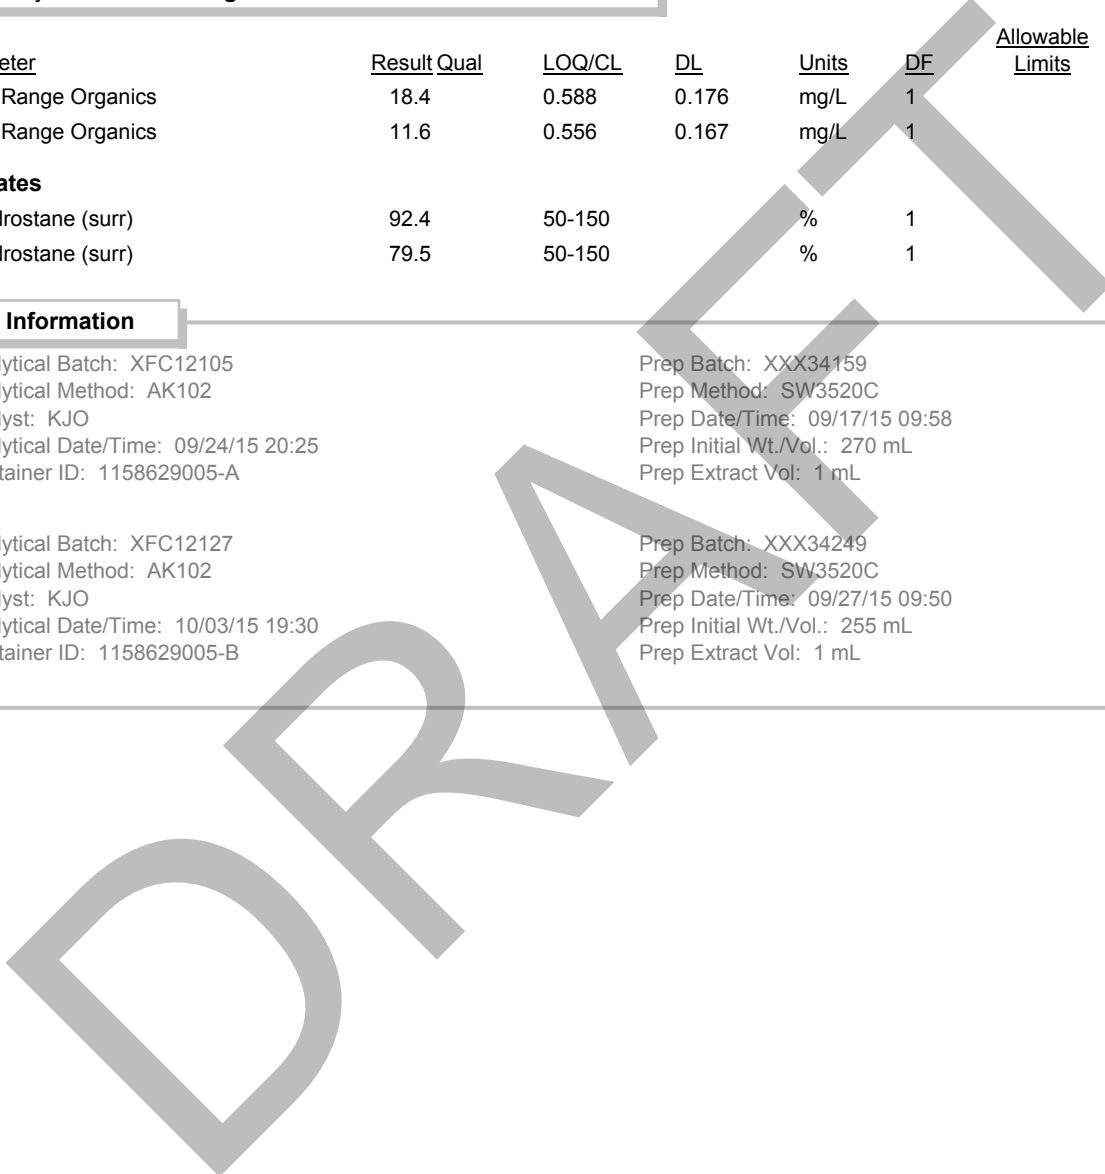 Allowable
eter Result Qual LOQ/CL DL Units DF Limits
Range Organics 18.4 0.588 0.176 mg/L 1
Range Organics 11.6 0.556 0.167 mg/L 1
ates
drostane (surr) 92.4 50-150 % 1
drostane (surr) 79.5 50-150 % 1
Information
lytical Batch: XFC12105 Prep Batch: XXX34159
lytical Method: AK102 Prep Method: SW3520C
lyst: KJO Prep Date/Time: 09/17/15 09:58
lytical Date/Time: 09/24/15 20:25 Prep Initial Wt./Vol.: 270 mL
tainer ID: 1158629005-A Prep Extract Vol: 1 mL
lytical Batch: XFC12127 Prep Batch: XXX34249
lytical Method: AK102 Prep Method: SW3520C
lyst: KJO Prep Date/Time: 09/27/15 09:50
lytical Date/Time: 10/03/15 19:30 Prep Initial Wt./Vol.: 255 mL
tainer ID: 1158629005-B Prep Extract Vol: 1 mL
DRAFT